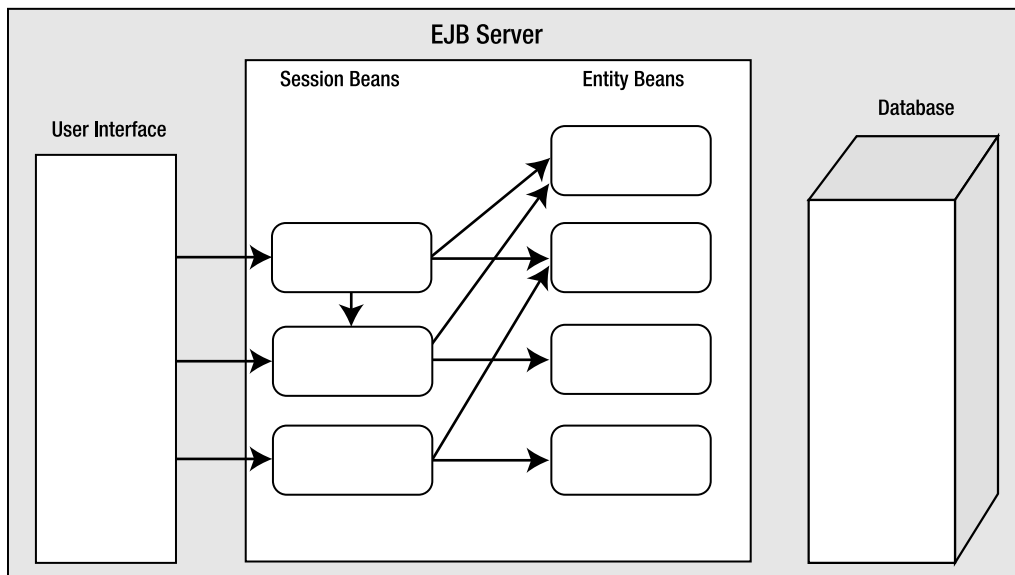 EJB Server
Session Beans
Entity Beans
User Interface
Database